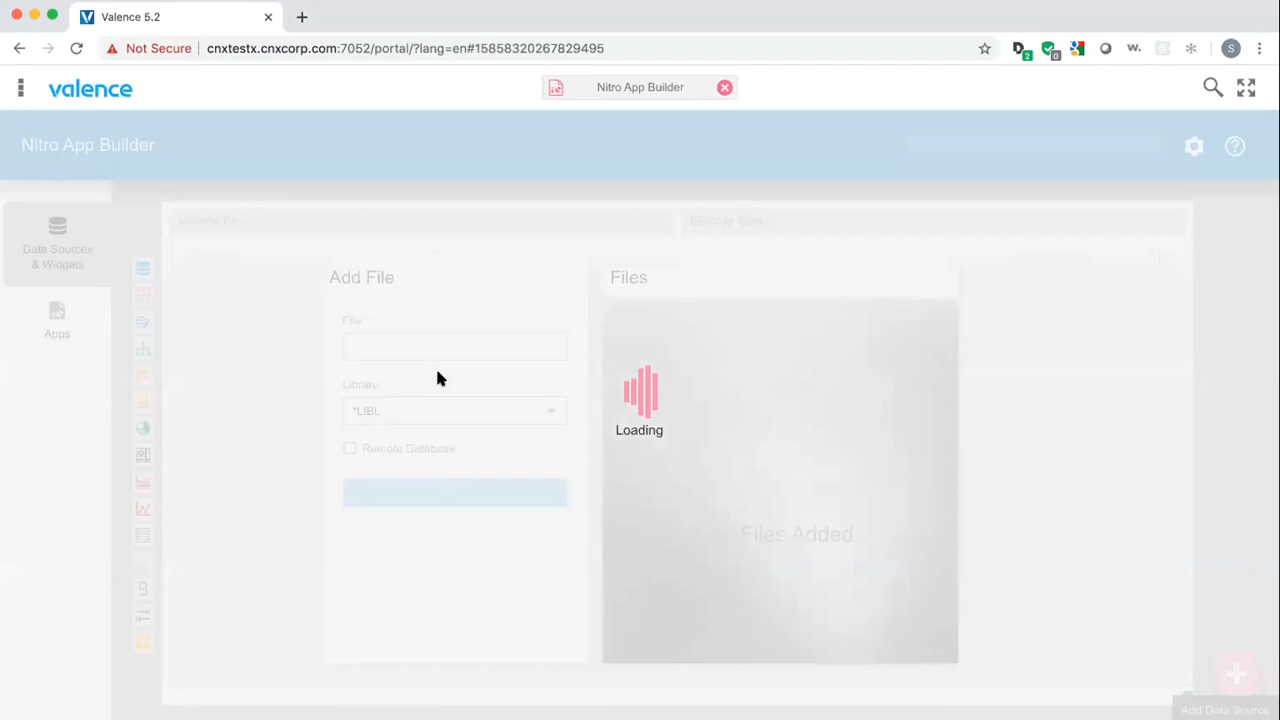 Valence 5.2
Not Secure cnxtestx.cnxcorp.com:7052/portal/?lang=en#15858320267829495
valence
Nitro App Builder
Nitro App Builder
Data Sources
& Widgets
Apps
Add File
File
Library
*LIBL
Remote Database
Files
Loading
Files Added
Add Data Source